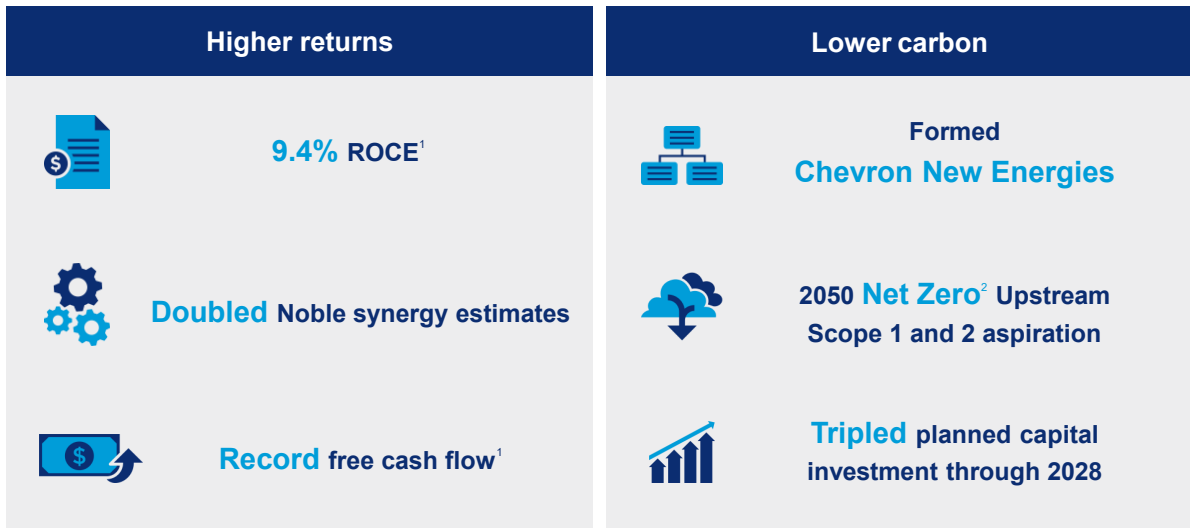 Higher returns
$
9.4% ROCE¹
Doubled Noble synergy estimates
$
Record free cash flow¹
Lower carbon
Formed
Chevron New Energies
2050 Net Zero² Upstream
Scope 1 and 2 aspiration
Tripled planned capital
investment through 2028